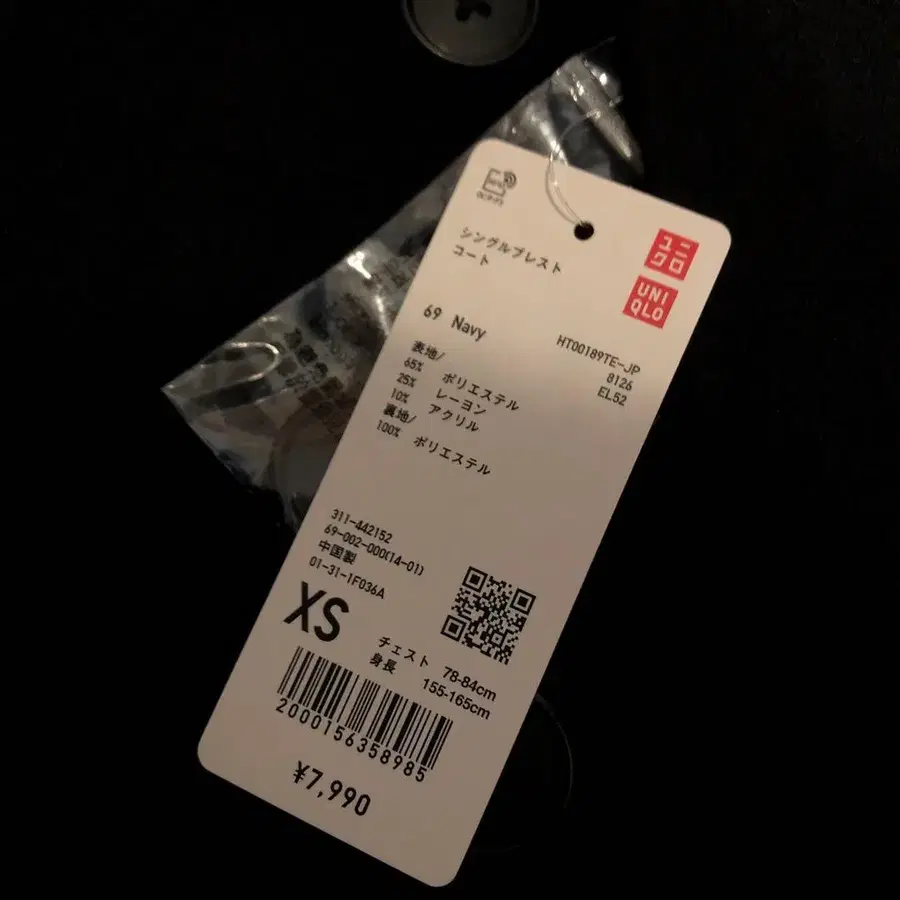 シングルブレスト
コート
ユニ
クロ
UNI
QLO
69 Navy
HT00189TE-JP
8126
EL52
表地/
65% ポリエステル
25% レーヨン
10% アクリル
裏地/
100% ポリエステル
311-442152
69-002-000(14-01)
中国製
01-31-1F036A
XS
チェスト 78-84cm
身長 155-165cm
2000156358985
¥7,990